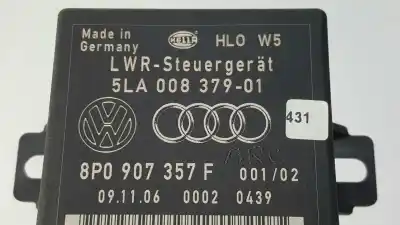 Made in
Germany
HELLA
HLO W5
LWR-Steuergerät
5LA 008 379-01
431
8P0 907 357 F
001/02
09.11.06 0002 0439